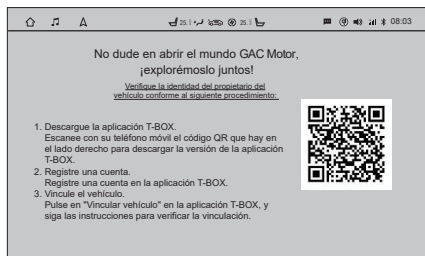 25.5 25.5 08:03
No dude en abrir el mundo GAC Motor,
¡explorémoslo juntos!
Verifique la identidad del propietario del
vehículo conforme al siguiente procedimiento:
1. Descargue la aplicación T-BOX.
Escanee con su teléfono móvil el código QR que hay en
el lado derecho para descargar la versión de la aplicación
T-BOX.
2. Registre una cuenta.
Registre una cuenta en la aplicación T-BOX.
3. Vincule el vehículo.
Pulse en "Vincular vehículo" en la aplicación T-BOX, y
siga las instrucciones para verificar la vinculación.